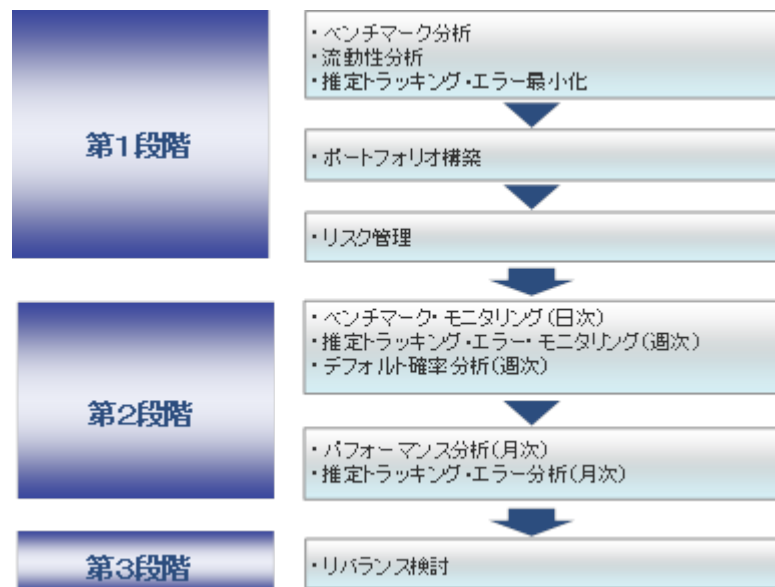 第1段階
・ベンチマーク分析
・流動性分析
・推定トラッキング・エラー最小化
・ポートフォリオ構築
・リスク管理
第2段階
・ベンチマーク・モニタリング(日次)
・推定トラッキング・エラー・モニタリング(週次)
・デフォルト確率分析(週次)
・パフォーマンス分析(月次)
・推定トラッキング・エラー分析(月次)
第3段階
・リバランス検討